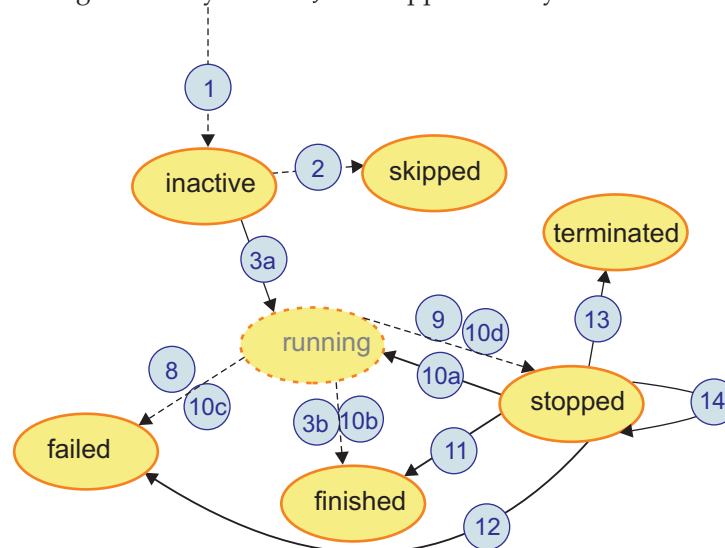 1
inactive
2
skipped
terminated
3a
9
13
running
10d
8
10a
10c
3b
10b
stopped
14
failed
11
finished
12